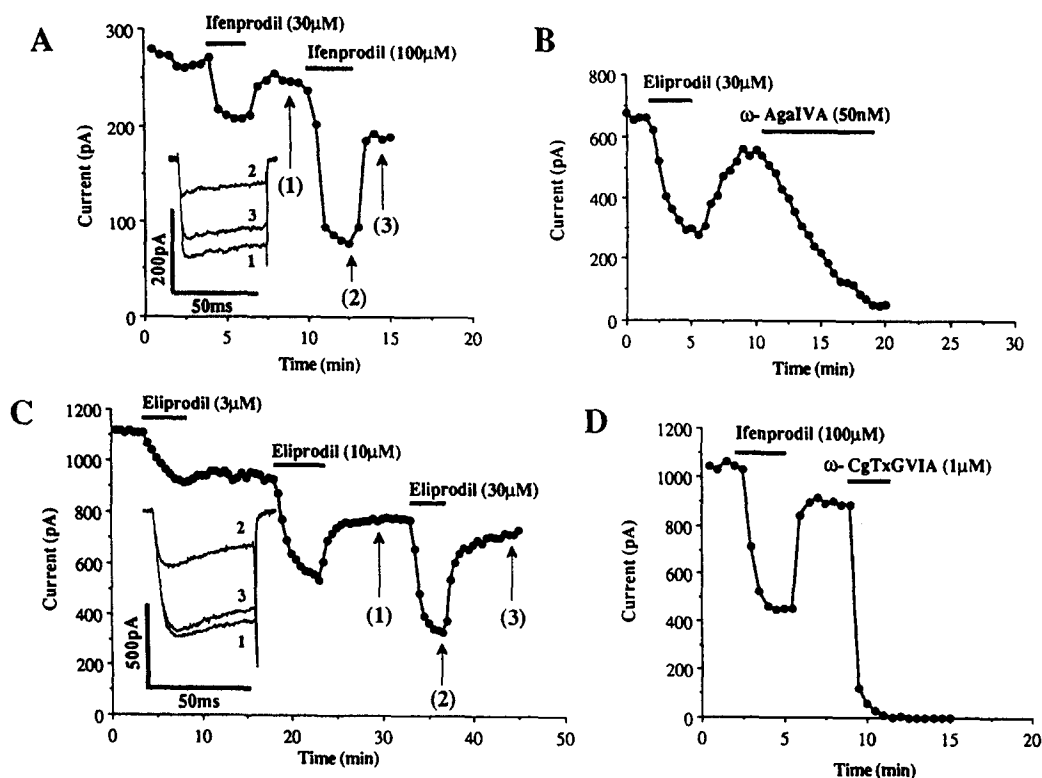 A
Ifenprodil (30µM)
Ifenprodil (100µM)
300
200
100
0
Current (pA)
0 5 10 15 20
Time (min)
(1)
(2)
(3)
2
3
1
200pA
50ms
B
Eliprodil (30µM)
ω- AgaIVA (50nM)
800
600
400
200
0
Current (pA)
0 5 10 15 20 25 30
Time (min)
C
Eliprodil (3µM)
Eliprodil (10µM)
Eliprodil (30µM)
1200
1000
800
600
400
200
0
Current (pA)
0 10 20 30 40 50
Time (min)
(1)
(2)
(3)
2
3
1
500pA
50ms
D
Ifenprodil (100µM)
ω- CgTxGVIA (1µM)
1200
1000
800
600
400
200
0
Current (pA)
0 5 10 15 20
Time (min)